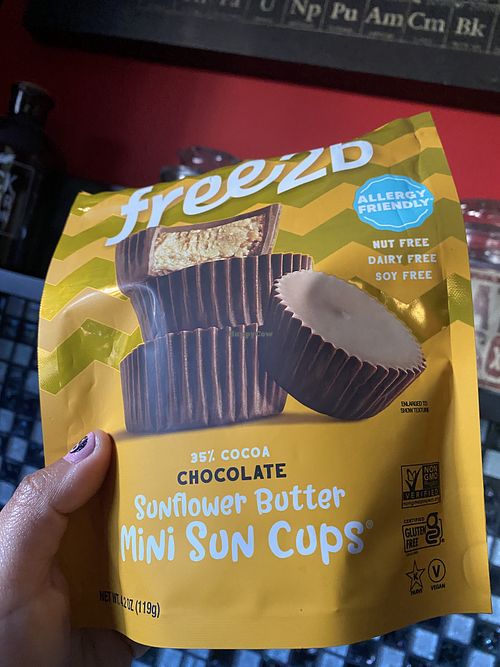 U Np Pu Am Cm Bk
free2b
ALLERGY
FRIENDLY
NUT FREE
DAIRY FREE
SOY FREE
ENLARGED TO
SHOW TEXTURE
35% COCOA
CHOCOLATE
Sunflower Butter
Mini Sun Cups®
NON
GMO
VERIFIED
CERTIFIED
GLUTEN
FREE
K
V
VEGAN
NET WT. 4.2 OZ (119g)